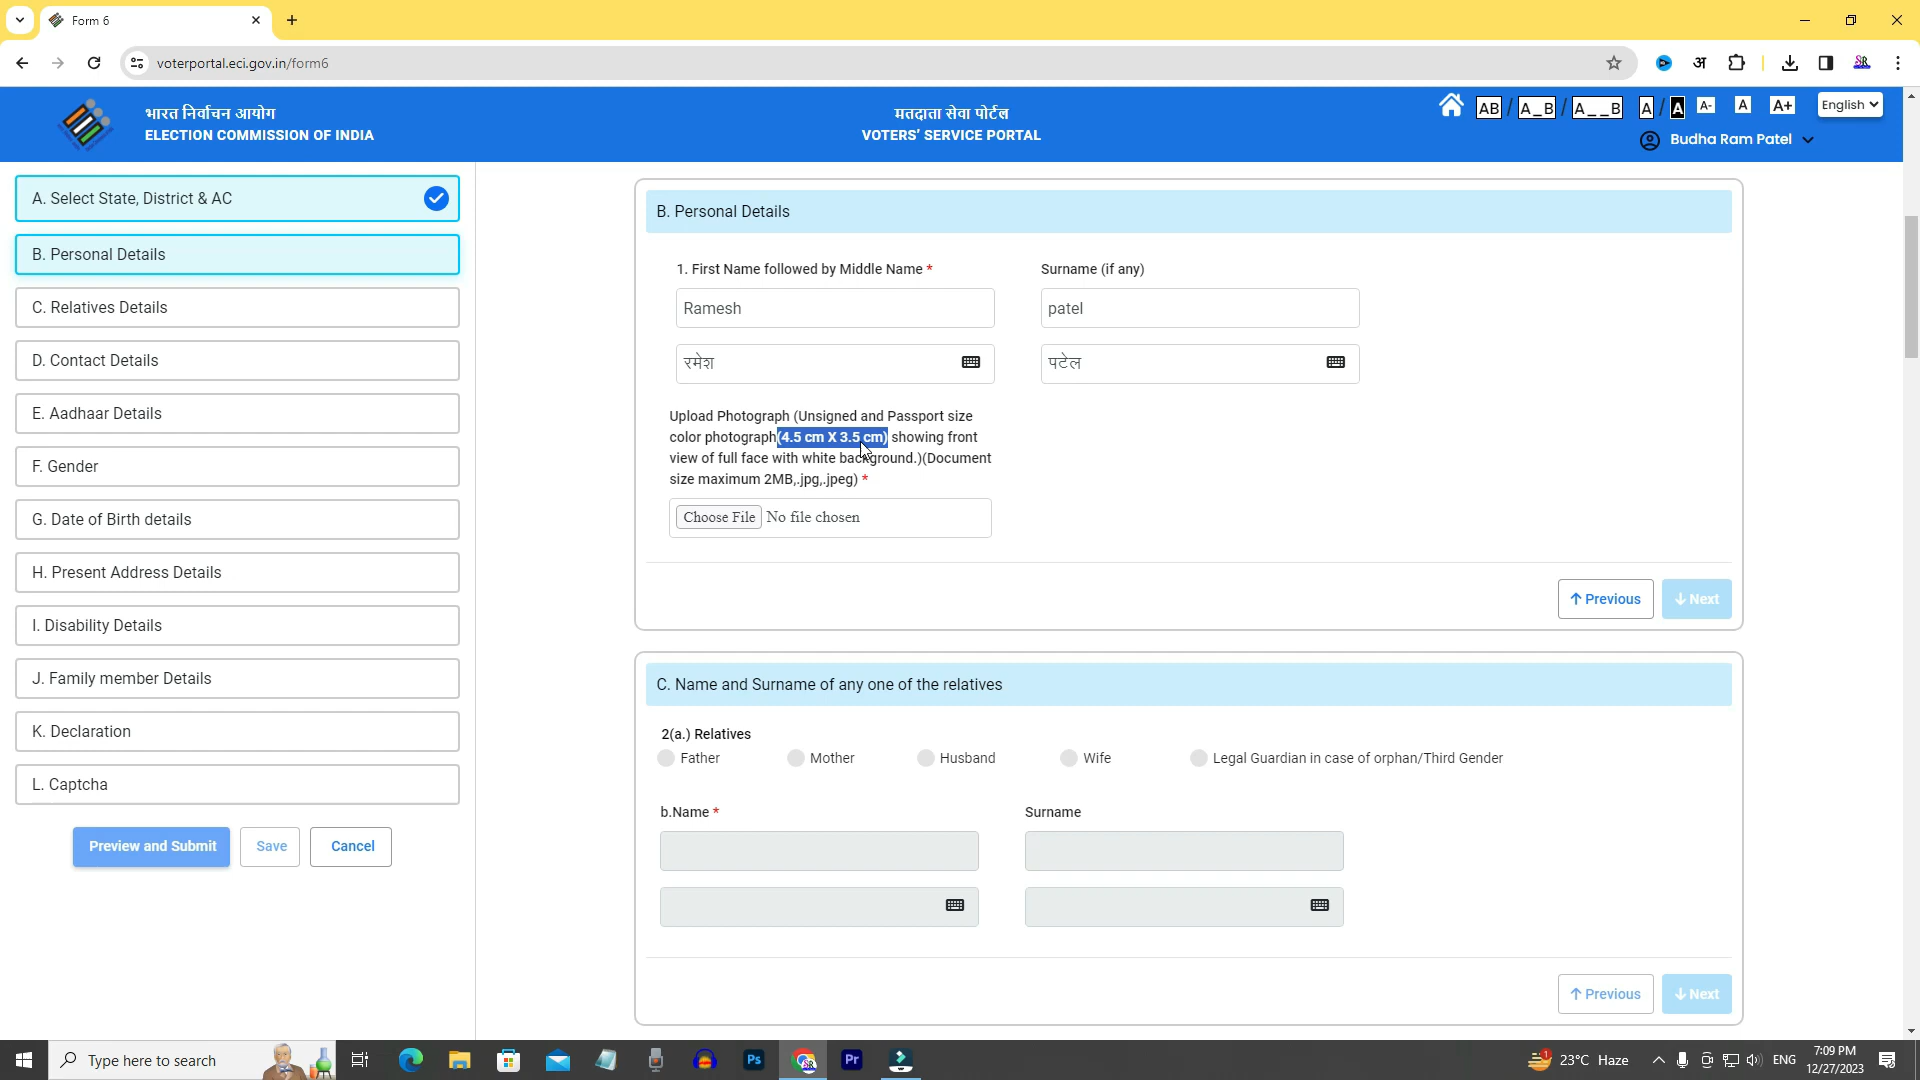 Form 6
voterportal.eci.gov.in/form6
अ
SR
भारत निर्वाचन आयोग
ELECTION COMMISSION OF INDIA
मतदाता सेवा पोर्टल
VOTERS' SERVICE PORTAL
AB / A_B / A__B A / A A- A A+ English
Budha Ram Patel
A. Select State, District & AC
B. Personal Details
C. Relatives Details
D. Contact Details
E. Aadhaar Details
F. Gender
G. Date of Birth details
H. Present Address Details
I. Disability Details
J. Family member Details
K. Declaration
L. Captcha
Preview and Submit Save Cancel
B. Personal Details
1. First Name followed by Middle Name * Surname (if any)
Ramesh patel
रमेश पटेल
Upload Photograph (Unsigned and Passport size
color photograph(4.5 cm X 3.5 cm) showing front
view of full face with white background.)(Document
size maximum 2MB,.jpg,.jpeg) *
Choose File No file chosen
↑ Previous ↓ Next
C. Name and Surname of any one of the relatives
2(a.) Relatives
Father Mother Husband Wife Legal Guardian in case of orphan/Third Gender
b.Name * Surname
↑ Previous ↓ Next
Type here to search Ps SR Pr 1 23°C Haze ENG 7:09 PM
12/27/2023